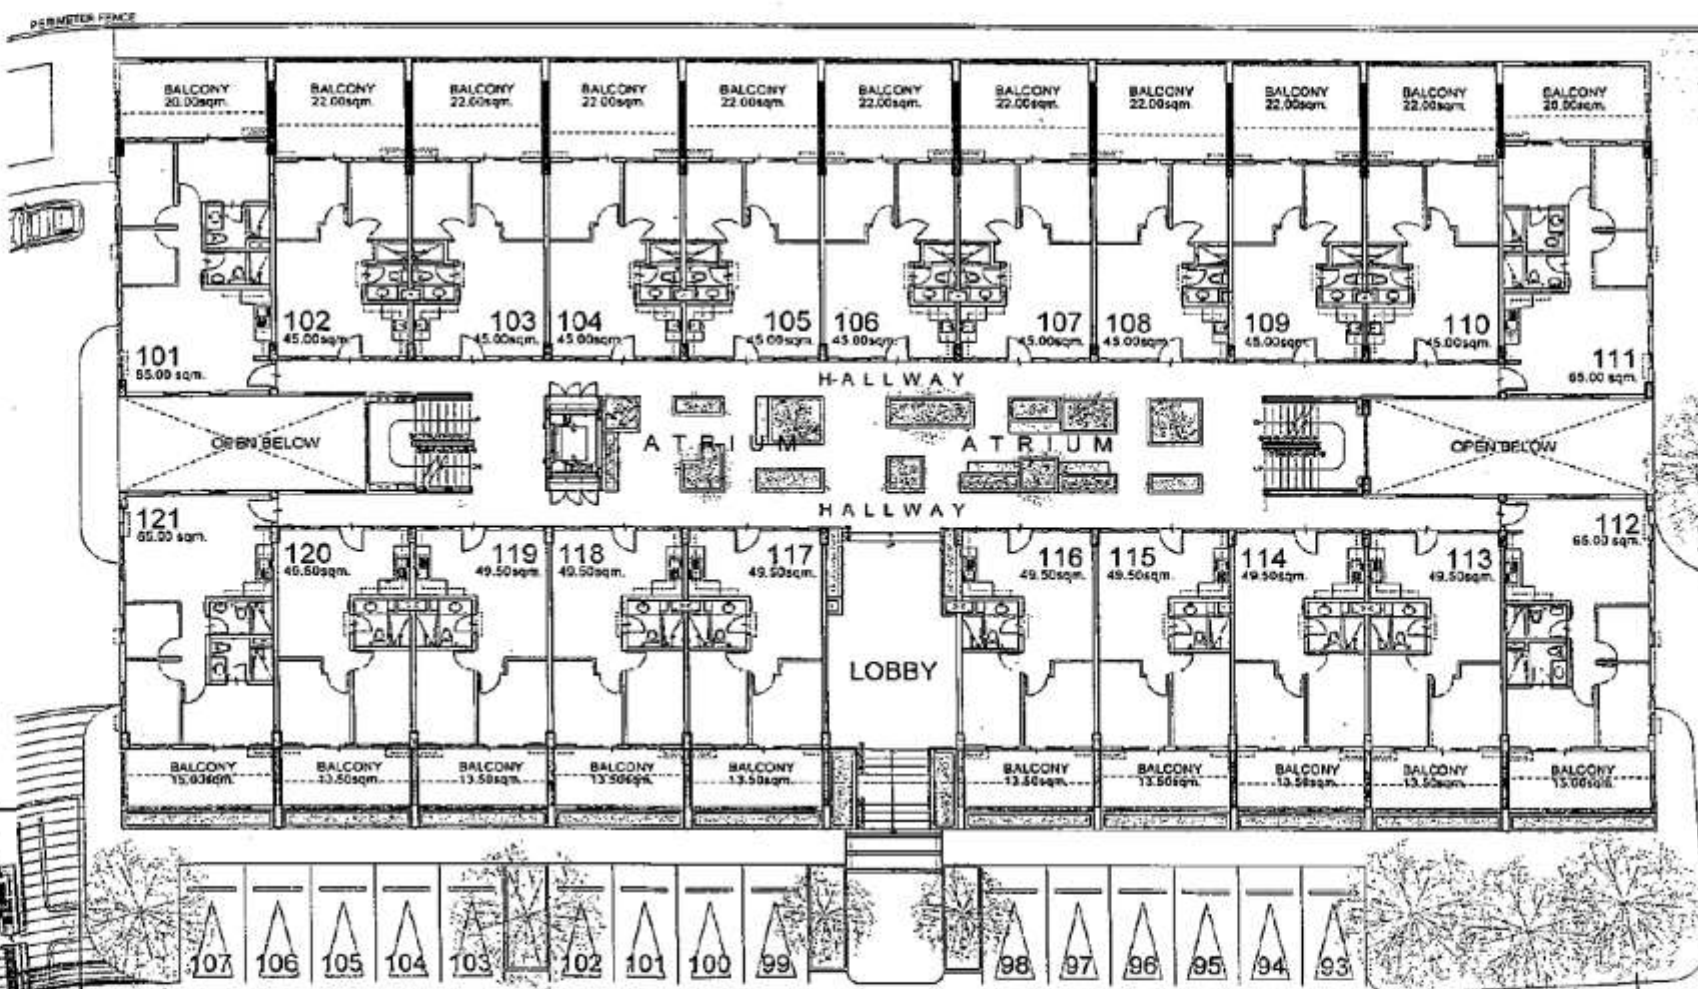 PERIMETER FENCE
BALCONY
20.00sqm.
BALCONY
22.00sqm.
BALCONY
22.00sqm.
BALCONY
22.00sqm.
BALCONY
22.00sqm.
BALCONY
22.00sqm.
BALCONY
22.00sqm.
BALCONY
22.00sqm.
BALCONY
22.00sqm.
BALCONY
22.00sqm.
BALCONY
20.00sqm.
101
65.00 sqm.
102
45.00sqm.
103
45.00sqm.
104
45.00sqm.
105
45.00sqm.
106
45.00sqm.
107
45.00sqm.
108
45.00sqm.
109
45.00sqm.
110
45.00sqm.
111
65.00 sqm.
HALLWAY
OPEN BELOW
ATRIUM
ATRIUM
OPEN BELOW
HALLWAY
121
65.00 sqm.
120
49.50sqm.
119
49.50sqm.
118
49.50sqm.
117
49.50sqm.
116
49.50sqm.
115
49.50sqm.
114
49.50sqm.
113
49.50sqm.
112
65.00 sqm.
LOBBY
BALCONY
15.00sqm.
BALCONY
13.50sqm.
BALCONY
13.50sqm.
BALCONY
13.50sqm.
BALCONY
13.50sqm.
BALCONY
13.50sqm.
BALCONY
13.50sqm.
BALCONY
13.50sqm.
BALCONY
13.50sqm.
BALCONY
15.00sqm.
107
106
105
104
103
102
101
100
99
98
97
96
95
94
93